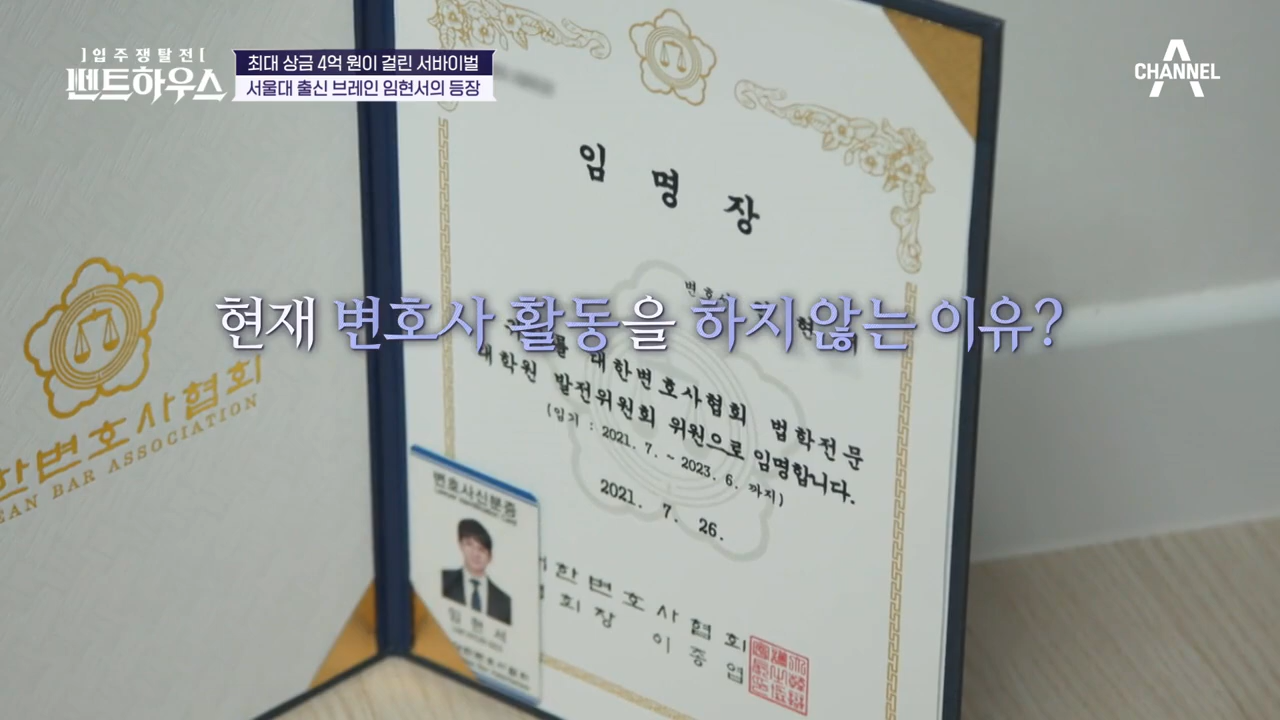 ]입주쟁탈전[
펜트하우스
최대 상금 4억 원이 걸린 서바이벌
서울대 출신 브레인 임현서의 등장
CHANNEL A
임 명 장
변호사
현재 변호사 활동을 하지 않는 이유?
대한변호사협회 법학전문
대학원 발전위원회 위원으로 임명합니다.
(임기 : 2021. 7. ~ 2023. 6. 까지)
2021. 7. 26.
대한변호사협회
협회장 이종엽
한변호사협회
EAN BAR ASSOCIATION
변호사신분증
임현서